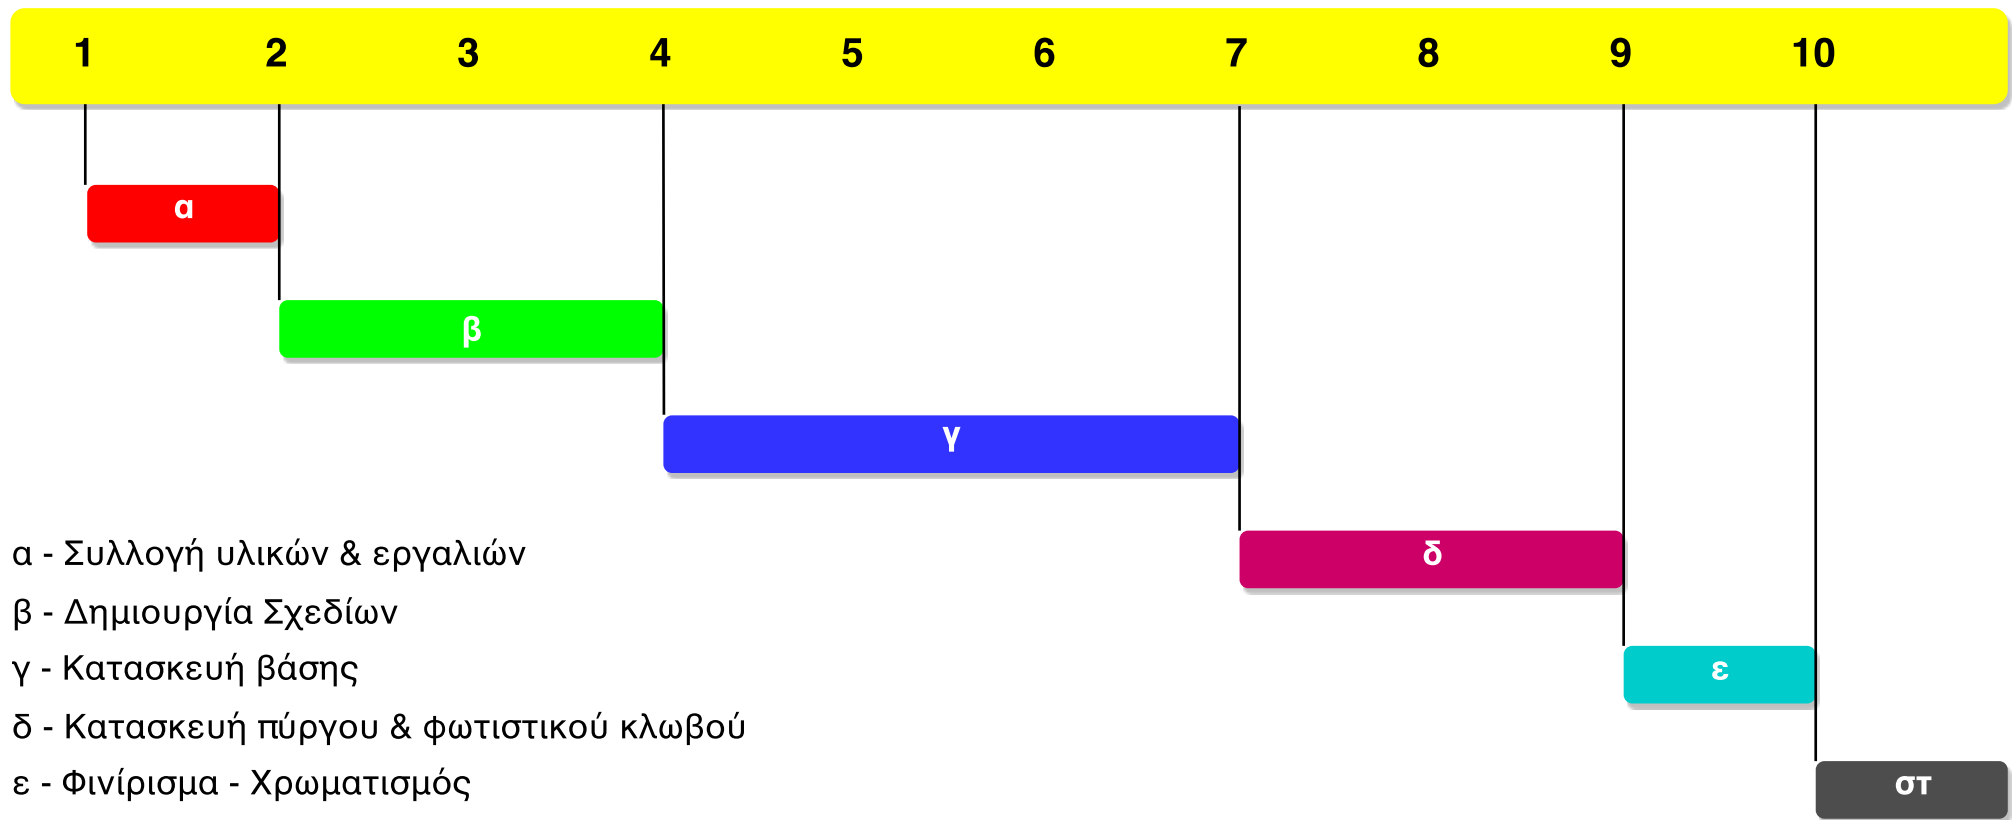 1 2 3 4 5 6 7 8 9 10
α
β
γ
δ
ε
στ
α - Συλλογή υλικών & εργαλιών
β - Δημιουργία Σχεδίων
γ - Κατασκευή βάσης
δ - Κατασκευή πύργου & φωτιστικού κλωβού
ε - Φινίρισμα - Χρωματισμός